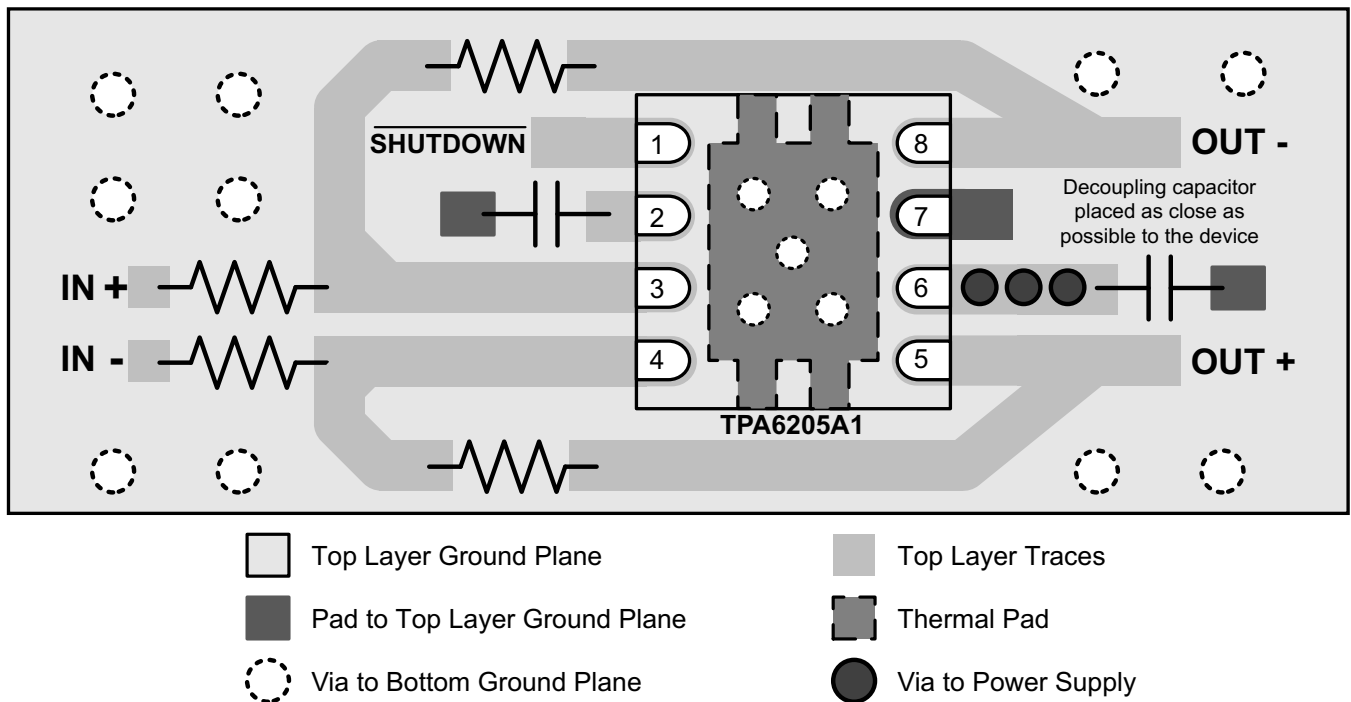 SHUTDOWN
1
8
OUT -
Decoupling capacitor
placed as close as
possible to the device
2
7
IN +
3
6
IN -
4
5
OUT +
TPA6205A1
Top Layer Ground Plane
Top Layer Traces
Pad to Top Layer Ground Plane
Thermal Pad
Via to Bottom Ground Plane
Via to Power Supply